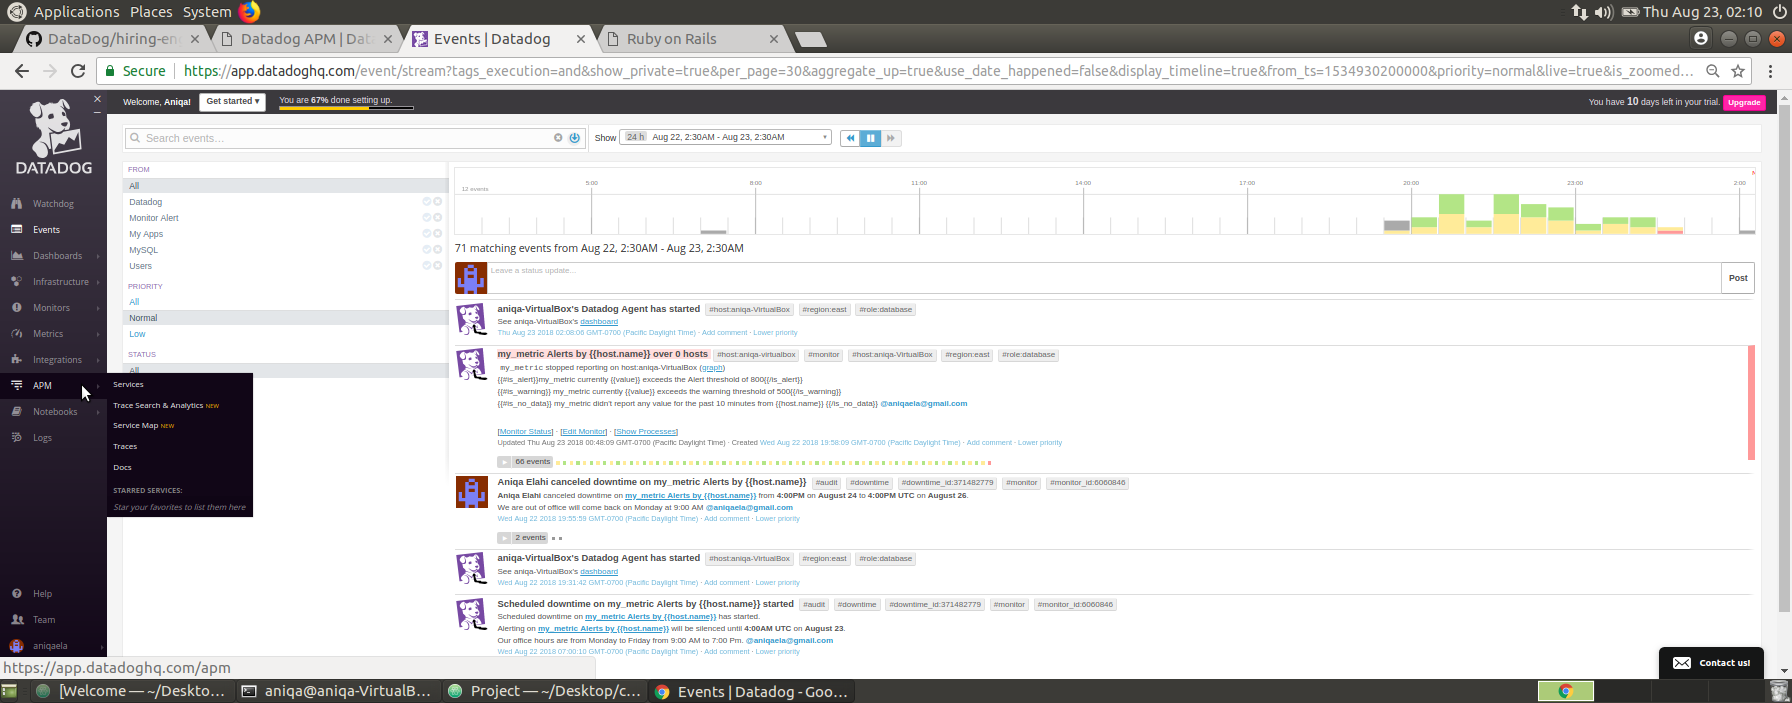 Applications Places System Thu Aug 23, 02:10
DataDog/hiring-en Datadog APM | Data Events | Datadog Ruby on Rails
Secure https://app.datadoghq.com/event/stream?tags_execution=and&show_private=true&per_page=30&aggregate_up=true&use_date_happened=false&display_timeline=true&from_ts=1534930200000&priority=normal&live=true&is_zoomed...
Welcome, Aniqa! Get started ▾ You are 67% done setting up. You have 10 days left in your trial. Upgrade
DATADOG
Watchdog
Events
Dashboards
Infrastructure
Monitors
Metrics
Integrations
APM
Notebooks
Logs
Help
Team
aniqaela
Services
Trace Search & Analytics NEW
Service Map NEW
Traces
Docs
STARRED SERVICES:
Star your favorites to list them here
Search events...
Show 24 h Aug 22, 2:30AM - Aug 23, 2:30AM
FROM
All
Datadog
Monitor Alert
My Apps
MySQL
Users
PRIORITY
All
Normal
Low
STATUS
All
12 events 5:00 8:00 11:00 14:00 17:00 20:00 23:00 2:00
71 matching events from Aug 22, 2:30AM - Aug 23, 2:30AM
Leave a status update... Post
aniqa-VirtualBox's Datadog Agent has started #host:aniqa-VirtualBox #region:east #role:database
See aniqa-VirtualBox's dashboard
Thu Aug 23 2018 02:08:06 GMT-0700 (Pacific Daylight Time) · Add comment · Lower priority
my_metric Alerts by {{host.name}} over 0 hosts #host:aniqa-virtualbox #monitor #host:aniqa-VirtualBox #region:east #role:database
my_metric stopped reporting on host:aniqa-VirtualBox (graph)
{{#is_alert}}my_metric currently {{value}} exceeds the Alert threshold of 800{{/is_alert}}
{{#is_warning}} my_metric currently {{value}} exceeds the warning threshold of 500{{/is_warning}}
{{#is_no_data}} my_metric didn't report any value for the past 10 minutes from {{host.name}} {{/is_no_data}} @aniqaela@gmail.com
[Monitor Status] · [Edit Monitor] · [Show Processes]
Updated Thu Aug 23 2018 00:48:09 GMT-0700 (Pacific Daylight Time) · Created Wed Aug 22 2018 19:58:09 GMT-0700 (Pacific Daylight Time) · Add comment · Lower priority
66 events
Aniqa Elahi canceled downtime on my_metric Alerts by {{host.name}} #audit #downtime #downtime_id:371482779 #monitor #monitor_id:6060846
Aniqa Elahi canceled downtime on my_metric Alerts by {{host.name}} from 4:00PM on August 24 to 4:00PM UTC on August 26.
We are out of office will come back on Monday at 9:00 AM @aniqaela@gmail.com
Wed Aug 22 2018 19:55:59 GMT-0700 (Pacific Daylight Time) · Add comment · Lower priority
2 events
aniqa-VirtualBox's Datadog Agent has started #host:aniqa-VirtualBox #region:east #role:database
See aniqa-VirtualBox's dashboard
Wed Aug 22 2018 19:31:42 GMT-0700 (Pacific Daylight Time) · Add comment · Lower priority
Scheduled downtime on my_metric Alerts by {{host.name}} started #audit #downtime #downtime_id:371482779 #monitor #monitor_id:6060846
Scheduled downtime on my_metric Alerts by {{host.name}} has started.
Alerting on my_metric Alerts by {{host.name}} will be silenced until 4:00AM UTC on August 23.
Our office hours are from Monday to Friday from 9:00 AM to 7:00 Pm. @aniqaela@gmail.com
Wed Aug 22 2018 07:00:10 GMT-0700 (Pacific Daylight Time) · Add comment · Lower priority
Contact us!
https://app.datadoghq.com/apm
[Welcome — ~/Deskto... aniqa@aniqa-VirtualB... Project — ~/Desktop/c... Events | Datadog - Goo...